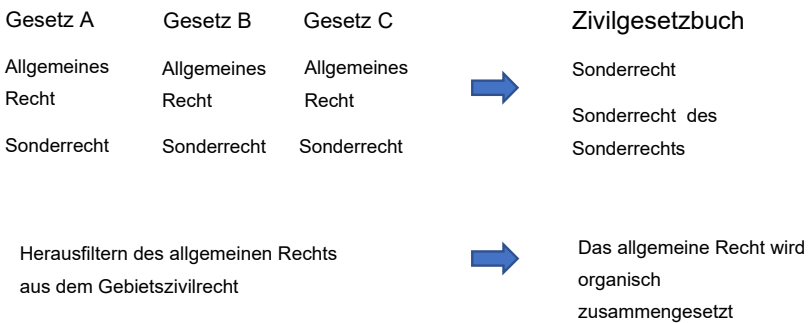 Gesetz A
Gesetz B
Gesetz C
Zivilgesetzbuch
Allgemeines
Recht
Allgemeines
Recht
Allgemeines
Recht
Sonderrecht
Sonderrecht
Sonderrecht
Sonderrecht
Sonderrecht des
Sonderrechts
Herausfiltern des allgemeinen Rechts
aus dem Gebietszivilrecht
Das allgemeine Recht wird
organisch
zusammengesetzt